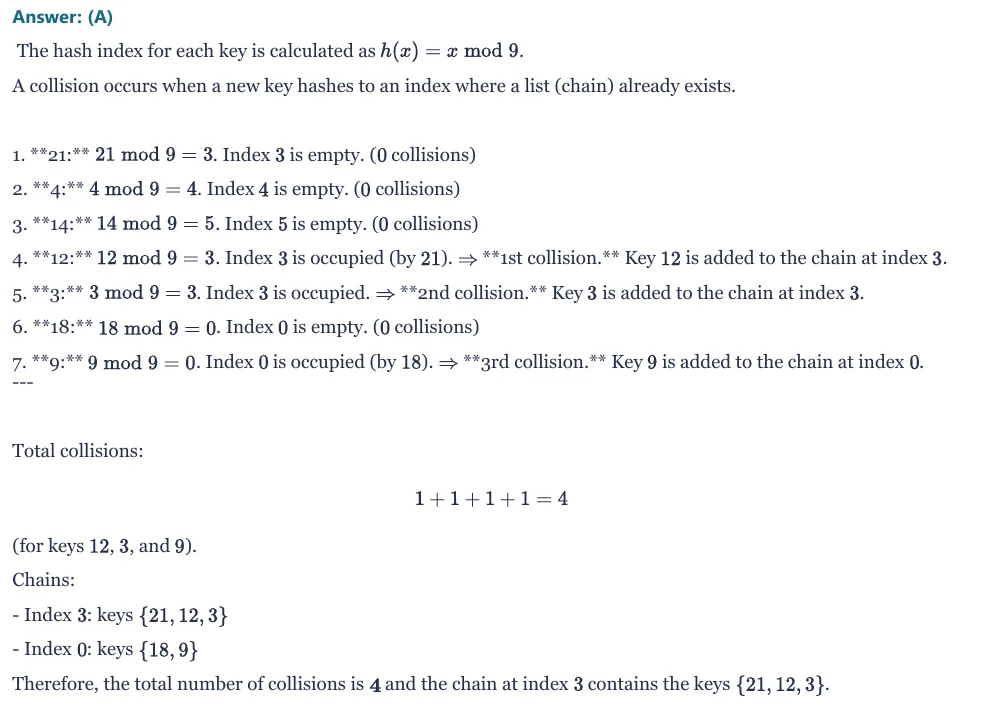 Answer: (A)
The hash index for each key is calculated as h(x) = x mod 9.
A collision occurs when a new key hashes to an index where a list (chain) already exists.
1. **21:** 21 mod 9 = 3. Index 3 is empty. (0 collisions)
2. **4:** 4 mod 9 = 4. Index 4 is empty. (0 collisions)
3. **14:** 14 mod 9 = 5. Index 5 is empty. (0 collisions)
4. **12:** 12 mod 9 = 3. Index 3 is occupied (by 21). ⇒ **1st collision.** Key 12 is added to the chain at index 3.
5. **3:** 3 mod 9 = 3. Index 3 is occupied. ⇒ **2nd collision.** Key 3 is added to the chain at index 3.
6. **18:** 18 mod 9 = 0. Index 0 is empty. (0 collisions)
7. **9:** 9 mod 9 = 0. Index 0 is occupied (by 18). ⇒ **3rd collision.** Key 9 is added to the chain at index 0.
---
Total collisions:
1 + 1 + 1 + 1 = 4
(for keys 12, 3, and 9).
Chains:
- Index 3: keys {21, 12, 3}
- Index 0: keys {18, 9}
Therefore, the total number of collisions is 4 and the chain at index 3 contains the keys {21, 12, 3}.